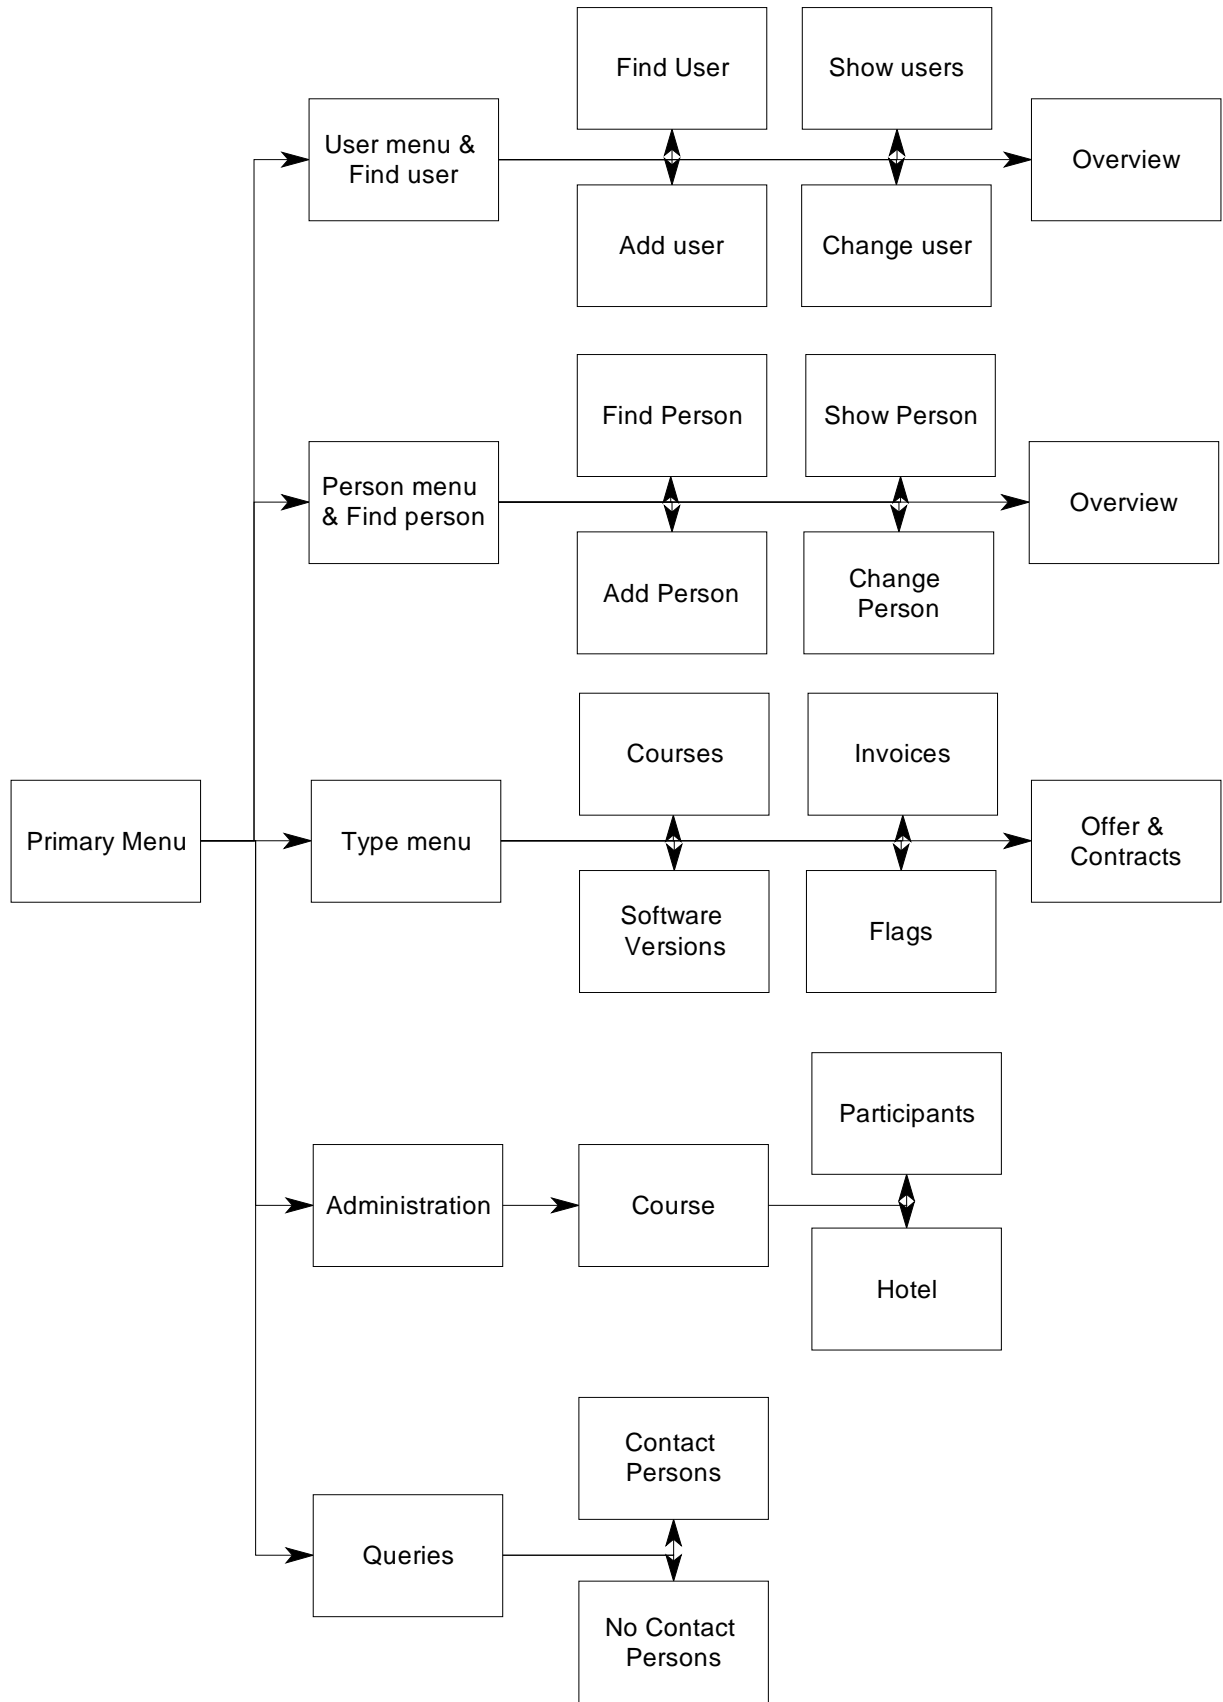 Find User
Show users
User menu &
Find user
Overview
Add user
Change user
Find Person
Show Person
Person menu
& Find person
Overview
Add Person
Change
Person
Courses
Invoices
Primary Menu
Type menu
Offer &
Contracts
Software
Versions
Flags
Participants
Administration
Course
Hotel
Contact
Persons
Queries
No Contact
Persons